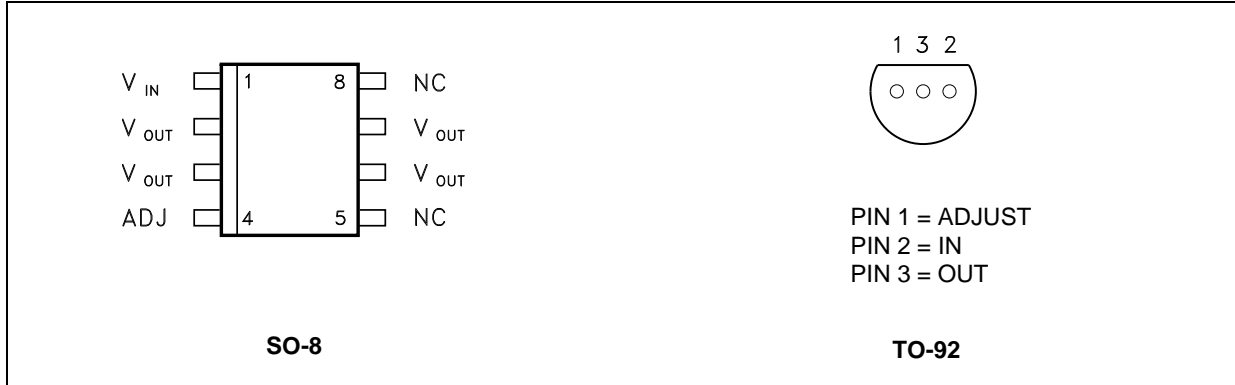 V IN 1 8 NC
V OUT V OUT
V OUT V OUT
ADJ 4 5 NC
SO-8
1 3 2
PIN 1 = ADJUST
PIN 2 = IN
PIN 3 = OUT
TO-92